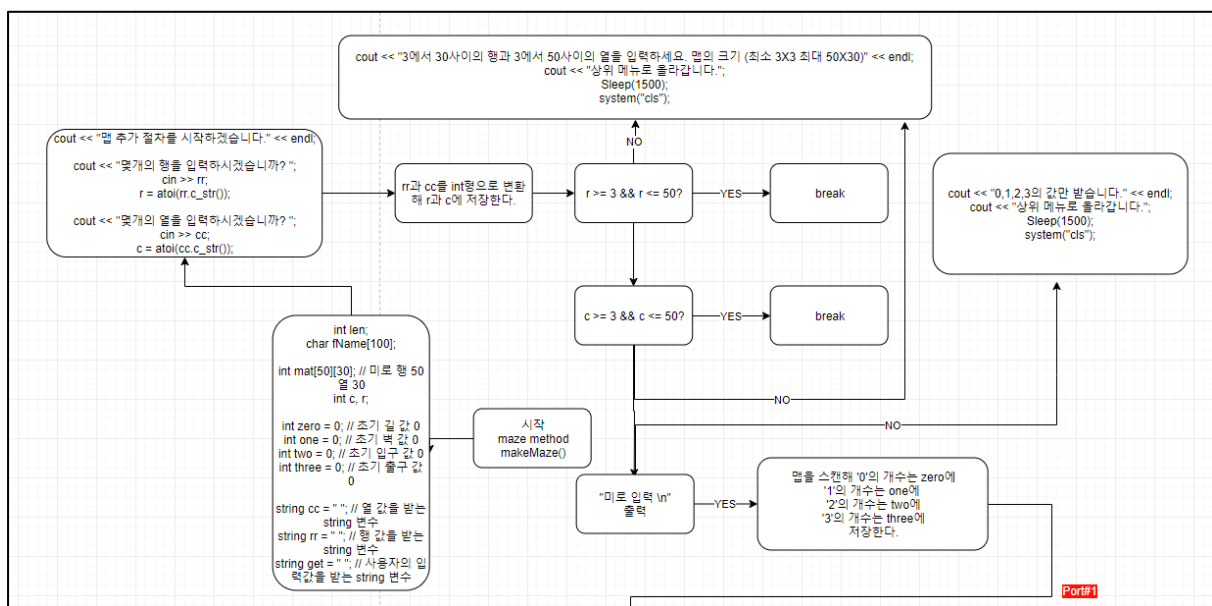 cout << "3에서 30사이의 행과 3에서 50사이의 열을 입력하세요. 맵의 크기 (최소 3X3 최대 50X30)" << endl;
cout << "상위 메뉴로 올라갑니다.";
Sleep(1500);
system("cls");
NO
cout << "맵 추가 절차를 시작하겠습니다." << endl;
cout << "몇개의 행을 입력하시겠습니까? ";
cin >> rr;
r = atoi(rr.c_str());
cout << "몇개의 열을 입력하시겠습니까? ";
cin >> cc;
c = atoi(cc.c_str());
rr과 cc를 int형으로 변환
해 r과 c에 저장한다.
r >= 3 && r <= 50?
YES
break
cout << "0,1,2,3의 값만 받습니다." << endl;
cout << "상위 메뉴로 올라갑니다.";
Sleep(1500);
system("cls");
c >= 3 && c <= 50?
YES
break
NO
NO
int len;
char fName[100];
int mat[50][30]; // 미로 행 50
열 30
int c, r;
int zero = 0; // 초기 길 값 0
int one = 0; // 초기 벽 값 0
int two = 0; // 초기 입구 값 0
int three = 0; // 초기 출구 값
0
string cc = " "; // 열 값을 받는
string 변수
string rr = " "; // 행 값을 받는
string 변수
string get = " "; // 사용자의 입
력값을 받는 string 변수
시작
maze method
makeMaze()
"미로 입력 \n"
출력
YES
맵을 스캔해 '0'의 개수는 zero에
'1'의 개수는 one에
'2'의 개수는 two에
'3'의 개수는 three에
저장한다.
Port#1